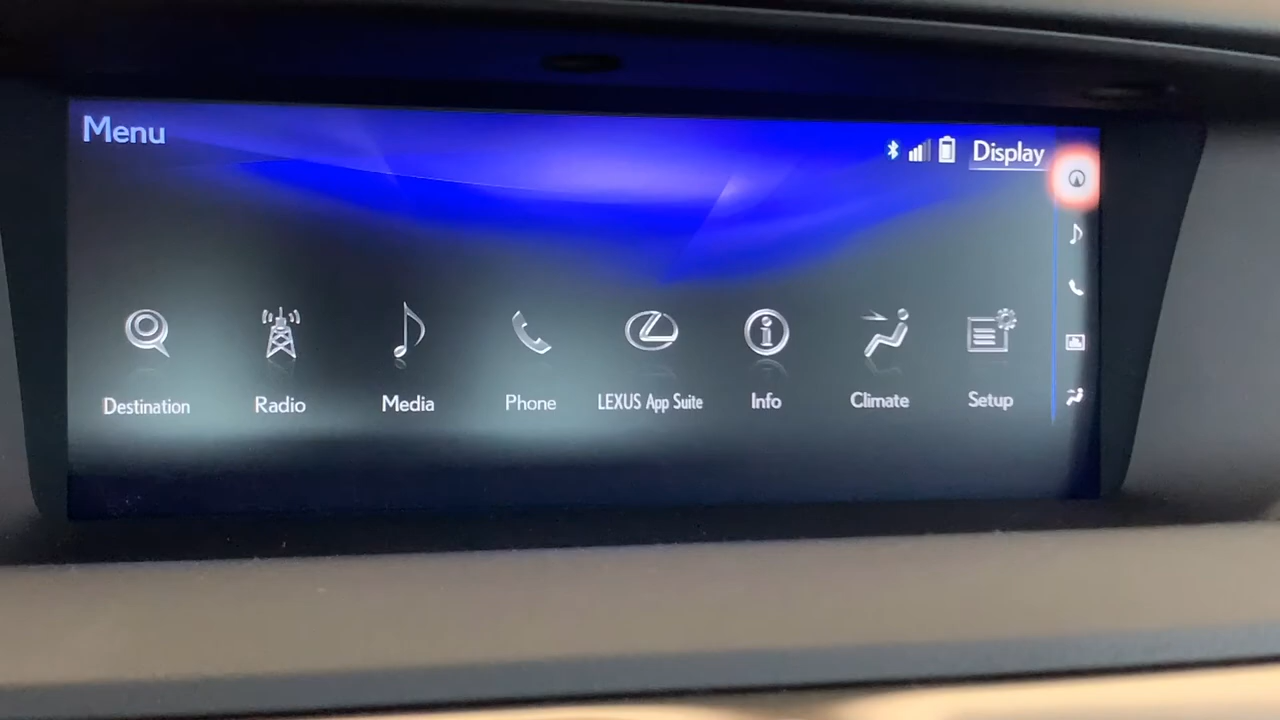 Menu
Display
Destination
Radio
Media
Phone
LEXUS App Suite
Info
Climate
Setup